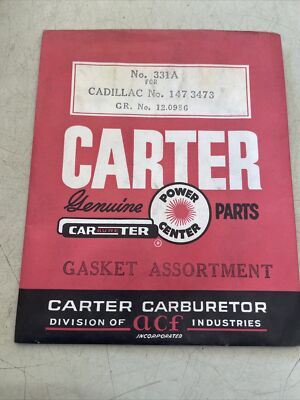 No. 331A
FOR
CADILLAC No. 147 3473
GR. No. 12.0986
CARTER
Genuine
CARBURETER
®
POWER
CENTER
PARTS
GASKET ASSORTMENT
CARTER CARBURETOR
DIVISION OF acf INDUSTRIES
INCORPORATED